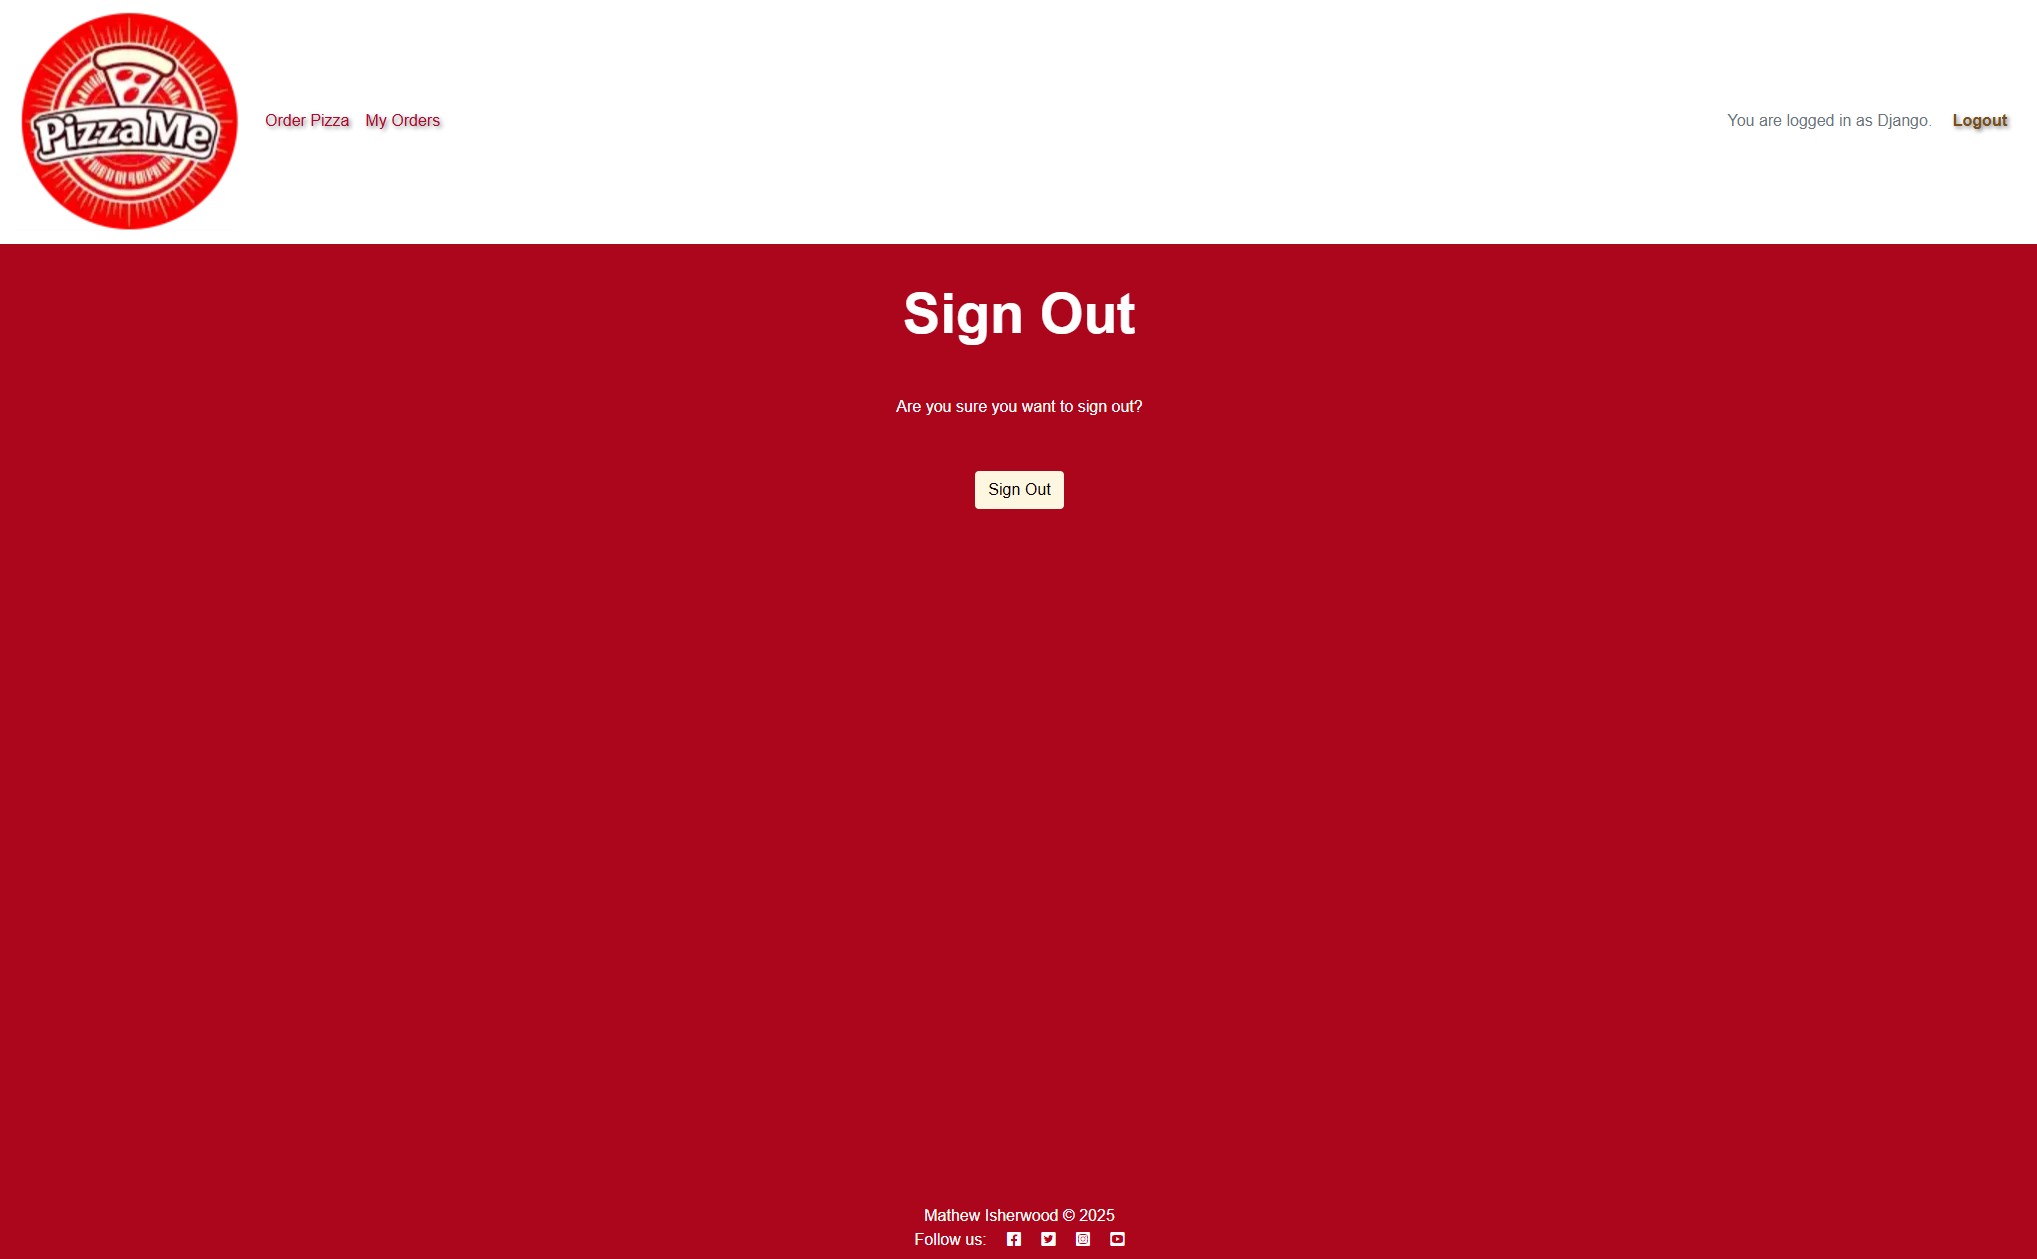 PizzaMe
Order Pizza My Orders
You are logged in as Django. Logout
Sign Out
Are you sure you want to sign out?
Sign Out
Mathew Isherwood © 2025
Follow us: